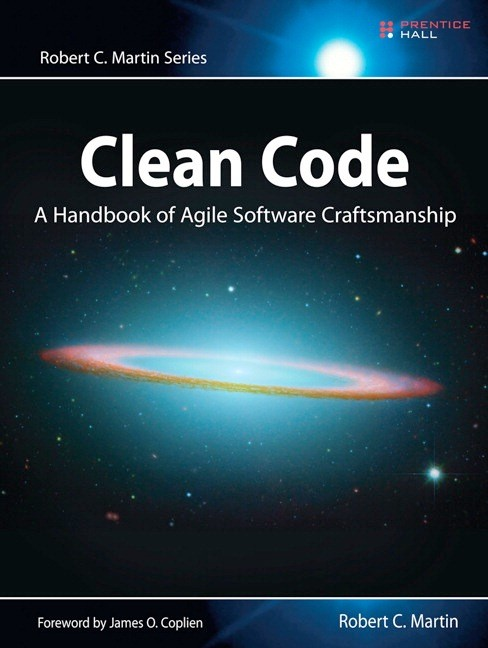 PRENTICE
HALL
Robert C. Martin Series
Clean Code
A Handbook of Agile Software Craftsmanship
Foreword by James O. Coplien
Robert C. Martin